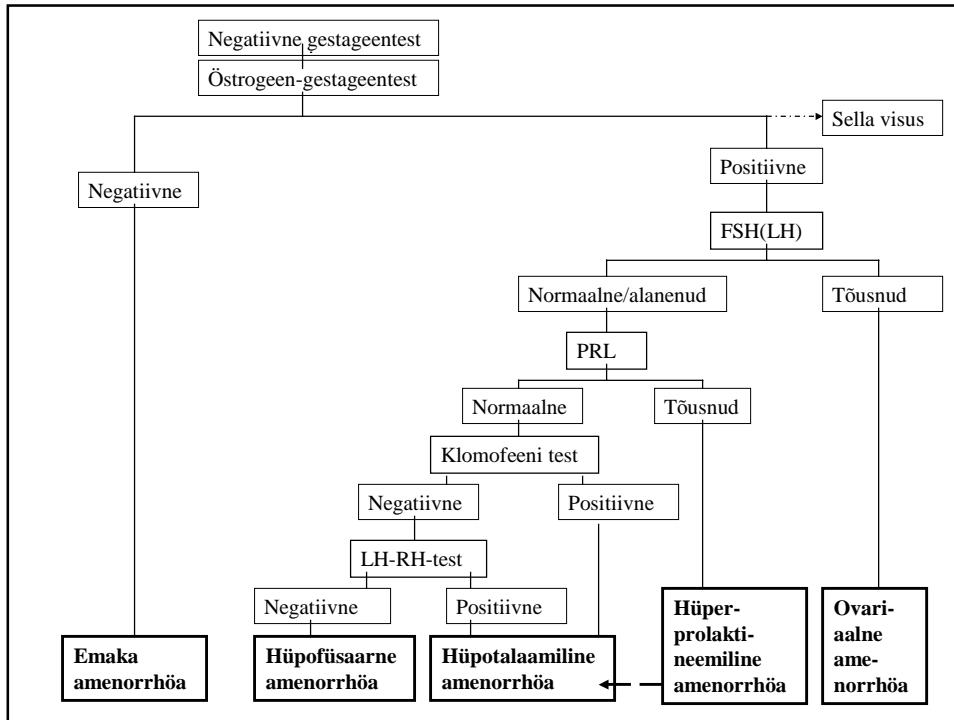 Negatiivne gestageentest
Östrogeen-gestageentest
Sella visus
Negatiivne
Positiivne
FSH(LH)
Normaalne/alanenud
Tõusnud
PRL
Normaalne
Tõusnud
Klomofeeni test
Negatiivne
Positiivne
LH-RH-test
Negatiivne
Positiivne
Emaka
amenorrhöa
Hüpofüsaarne
amenorrhöa
Hüpotalaamiline
amenorrhöa
Hüper-
prolakti-
neemiline
amenorrhöa
Ovari-
aalne
ame-
norrhöa